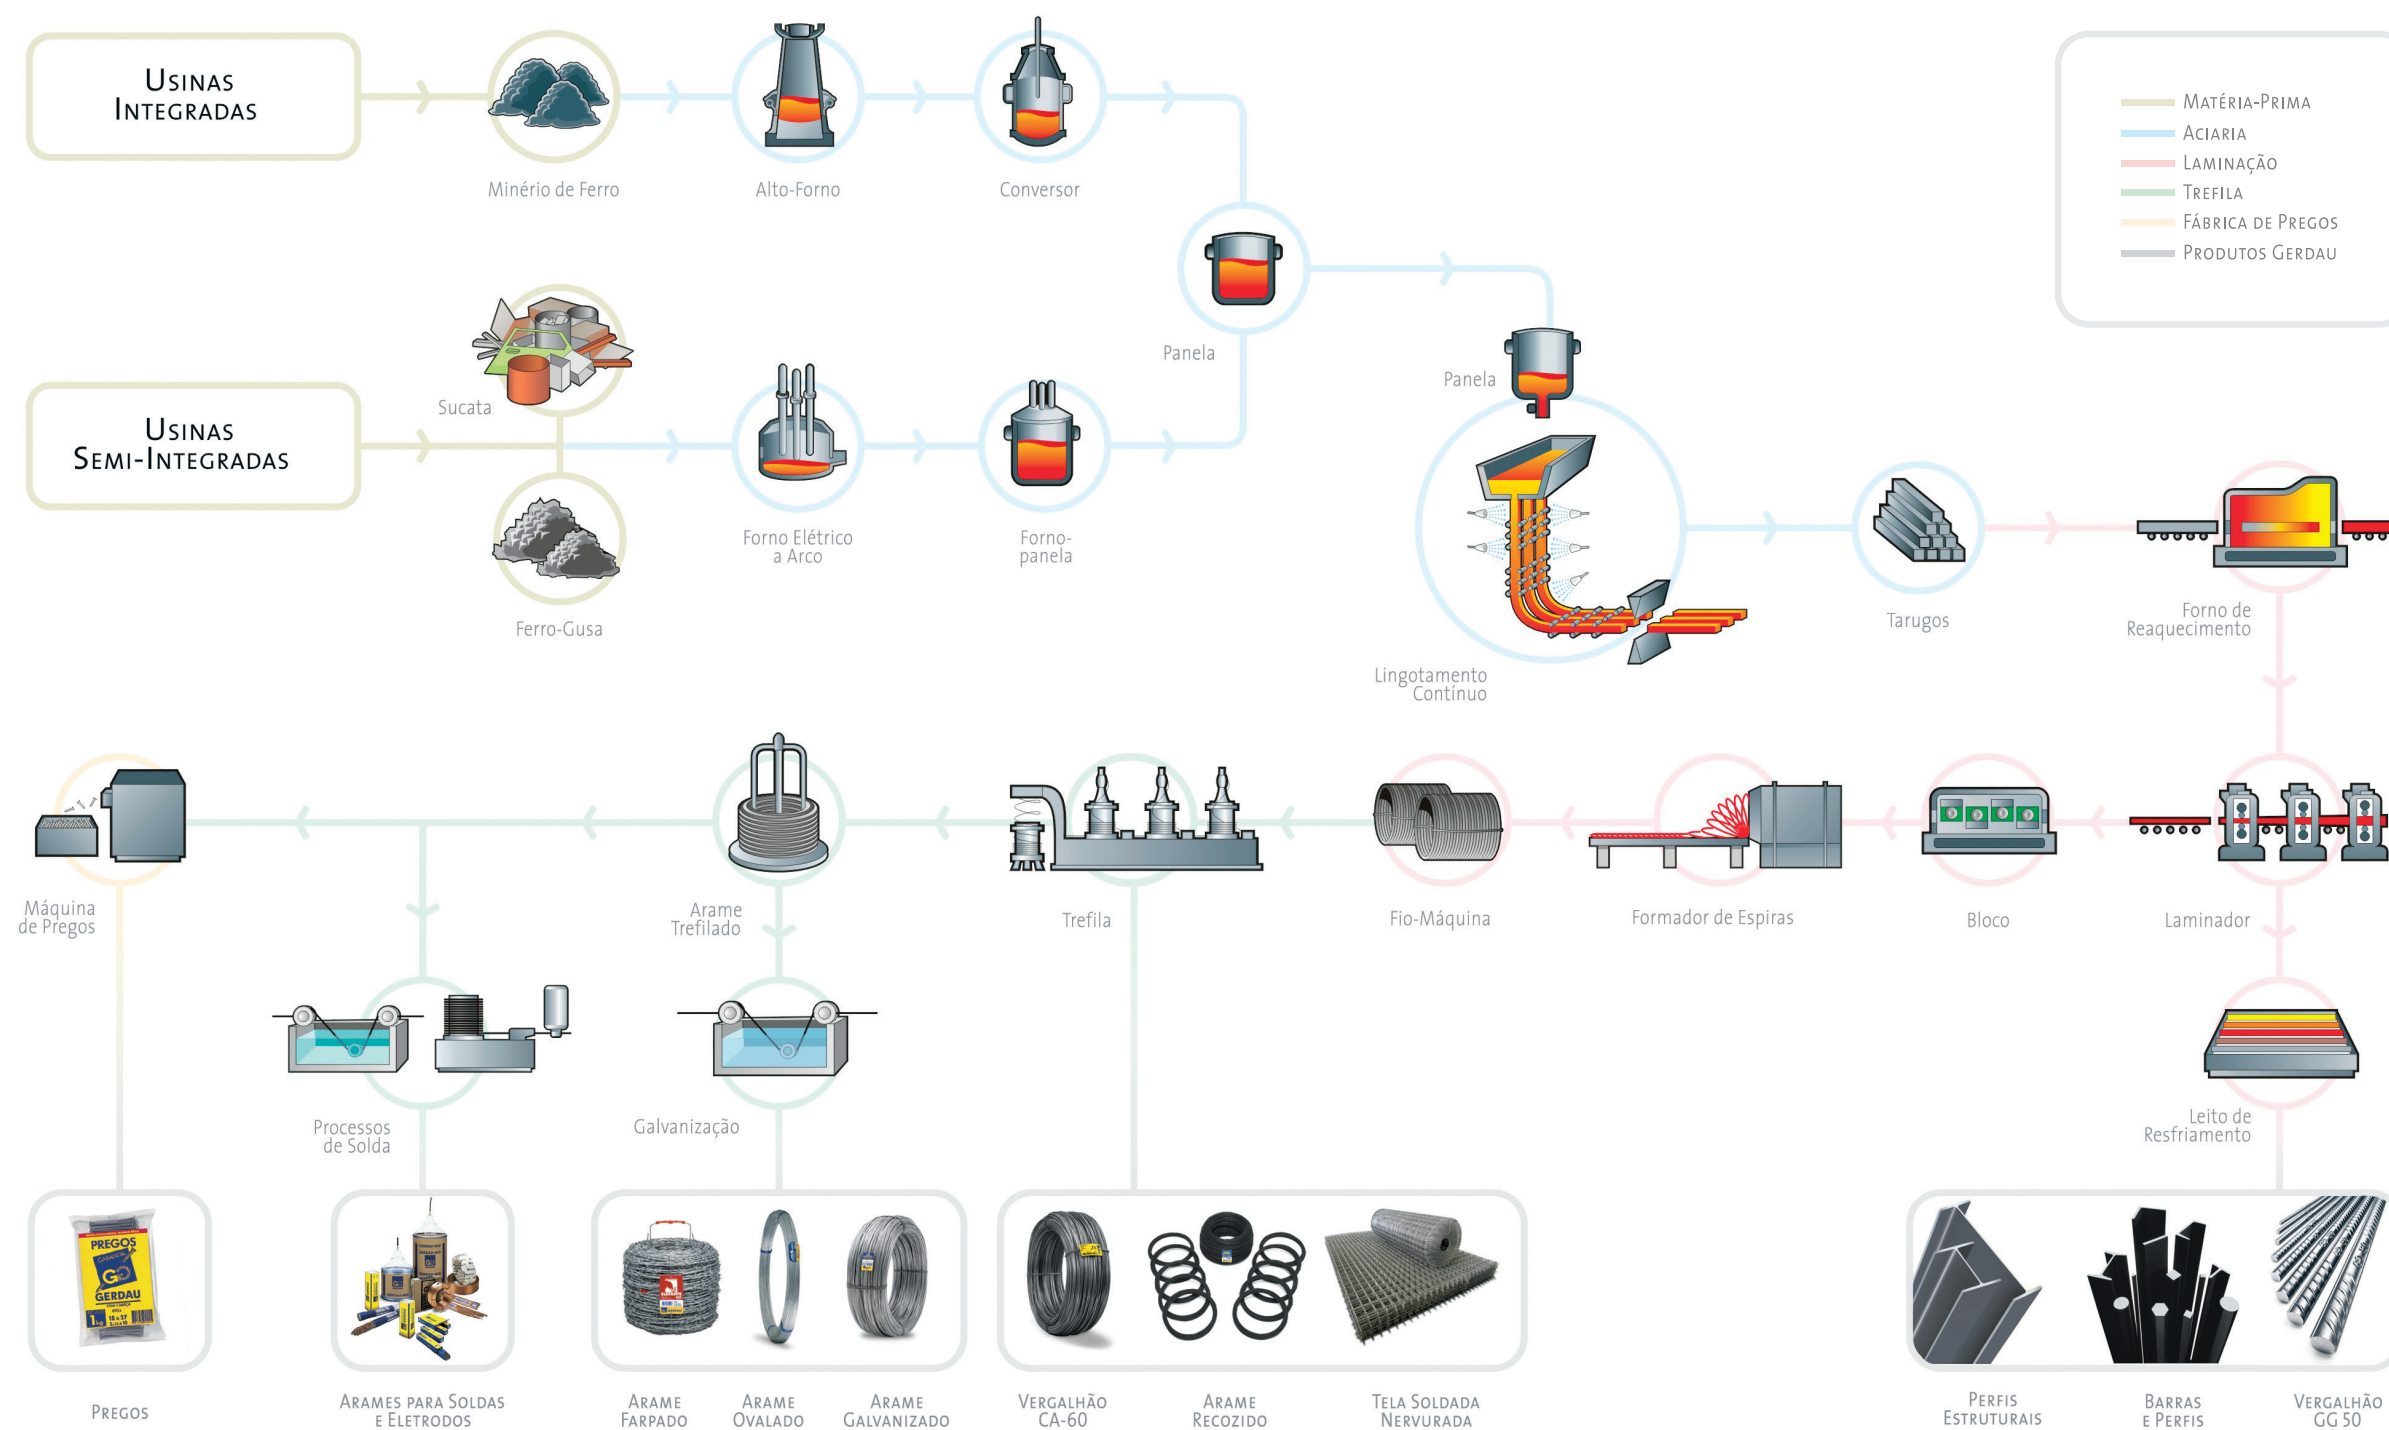 USINAS
INTEGRADAS
Minério de Ferro
Alto-Forno
Conversor
MATÉRIA-PRIMA
ACIARIA
LAMINAÇÃO
TREFILA
FÁBRICA DE PREGOS
PRODUTOS GERDAU
Panela
Panela
Sucata
USINAS
SEMI-INTEGRADAS
Ferro-Gusa
Forno Elétrico
a Arco
Forno-
panela
Lingotamento
Contínuo
Tarugos
Forno de
Reaquecimento
Máquina
de Pregos
Arame
Trefilado
Trefila
Fio-Máquina
Formador de Espiras
Bloco
Laminador
Processos
de Solda
Galvanização
Leito de
Resfriamento
PREGOS
GERDAU
1kg
18 x 27
PREGOS
ARAMES PARA SOLDAS
E ELETRODOS
ARAME
FARPADO
ARAME
OVALADO
ARAME
GALVANIZADO
VERGALHÃO
CA-60
ARAME
RECOZIDO
TELA SOLDADA
NERVURADA
PERFIS
ESTRUTURAIS
BARRAS
E PERFIS
VERGALHÃO
GG 50